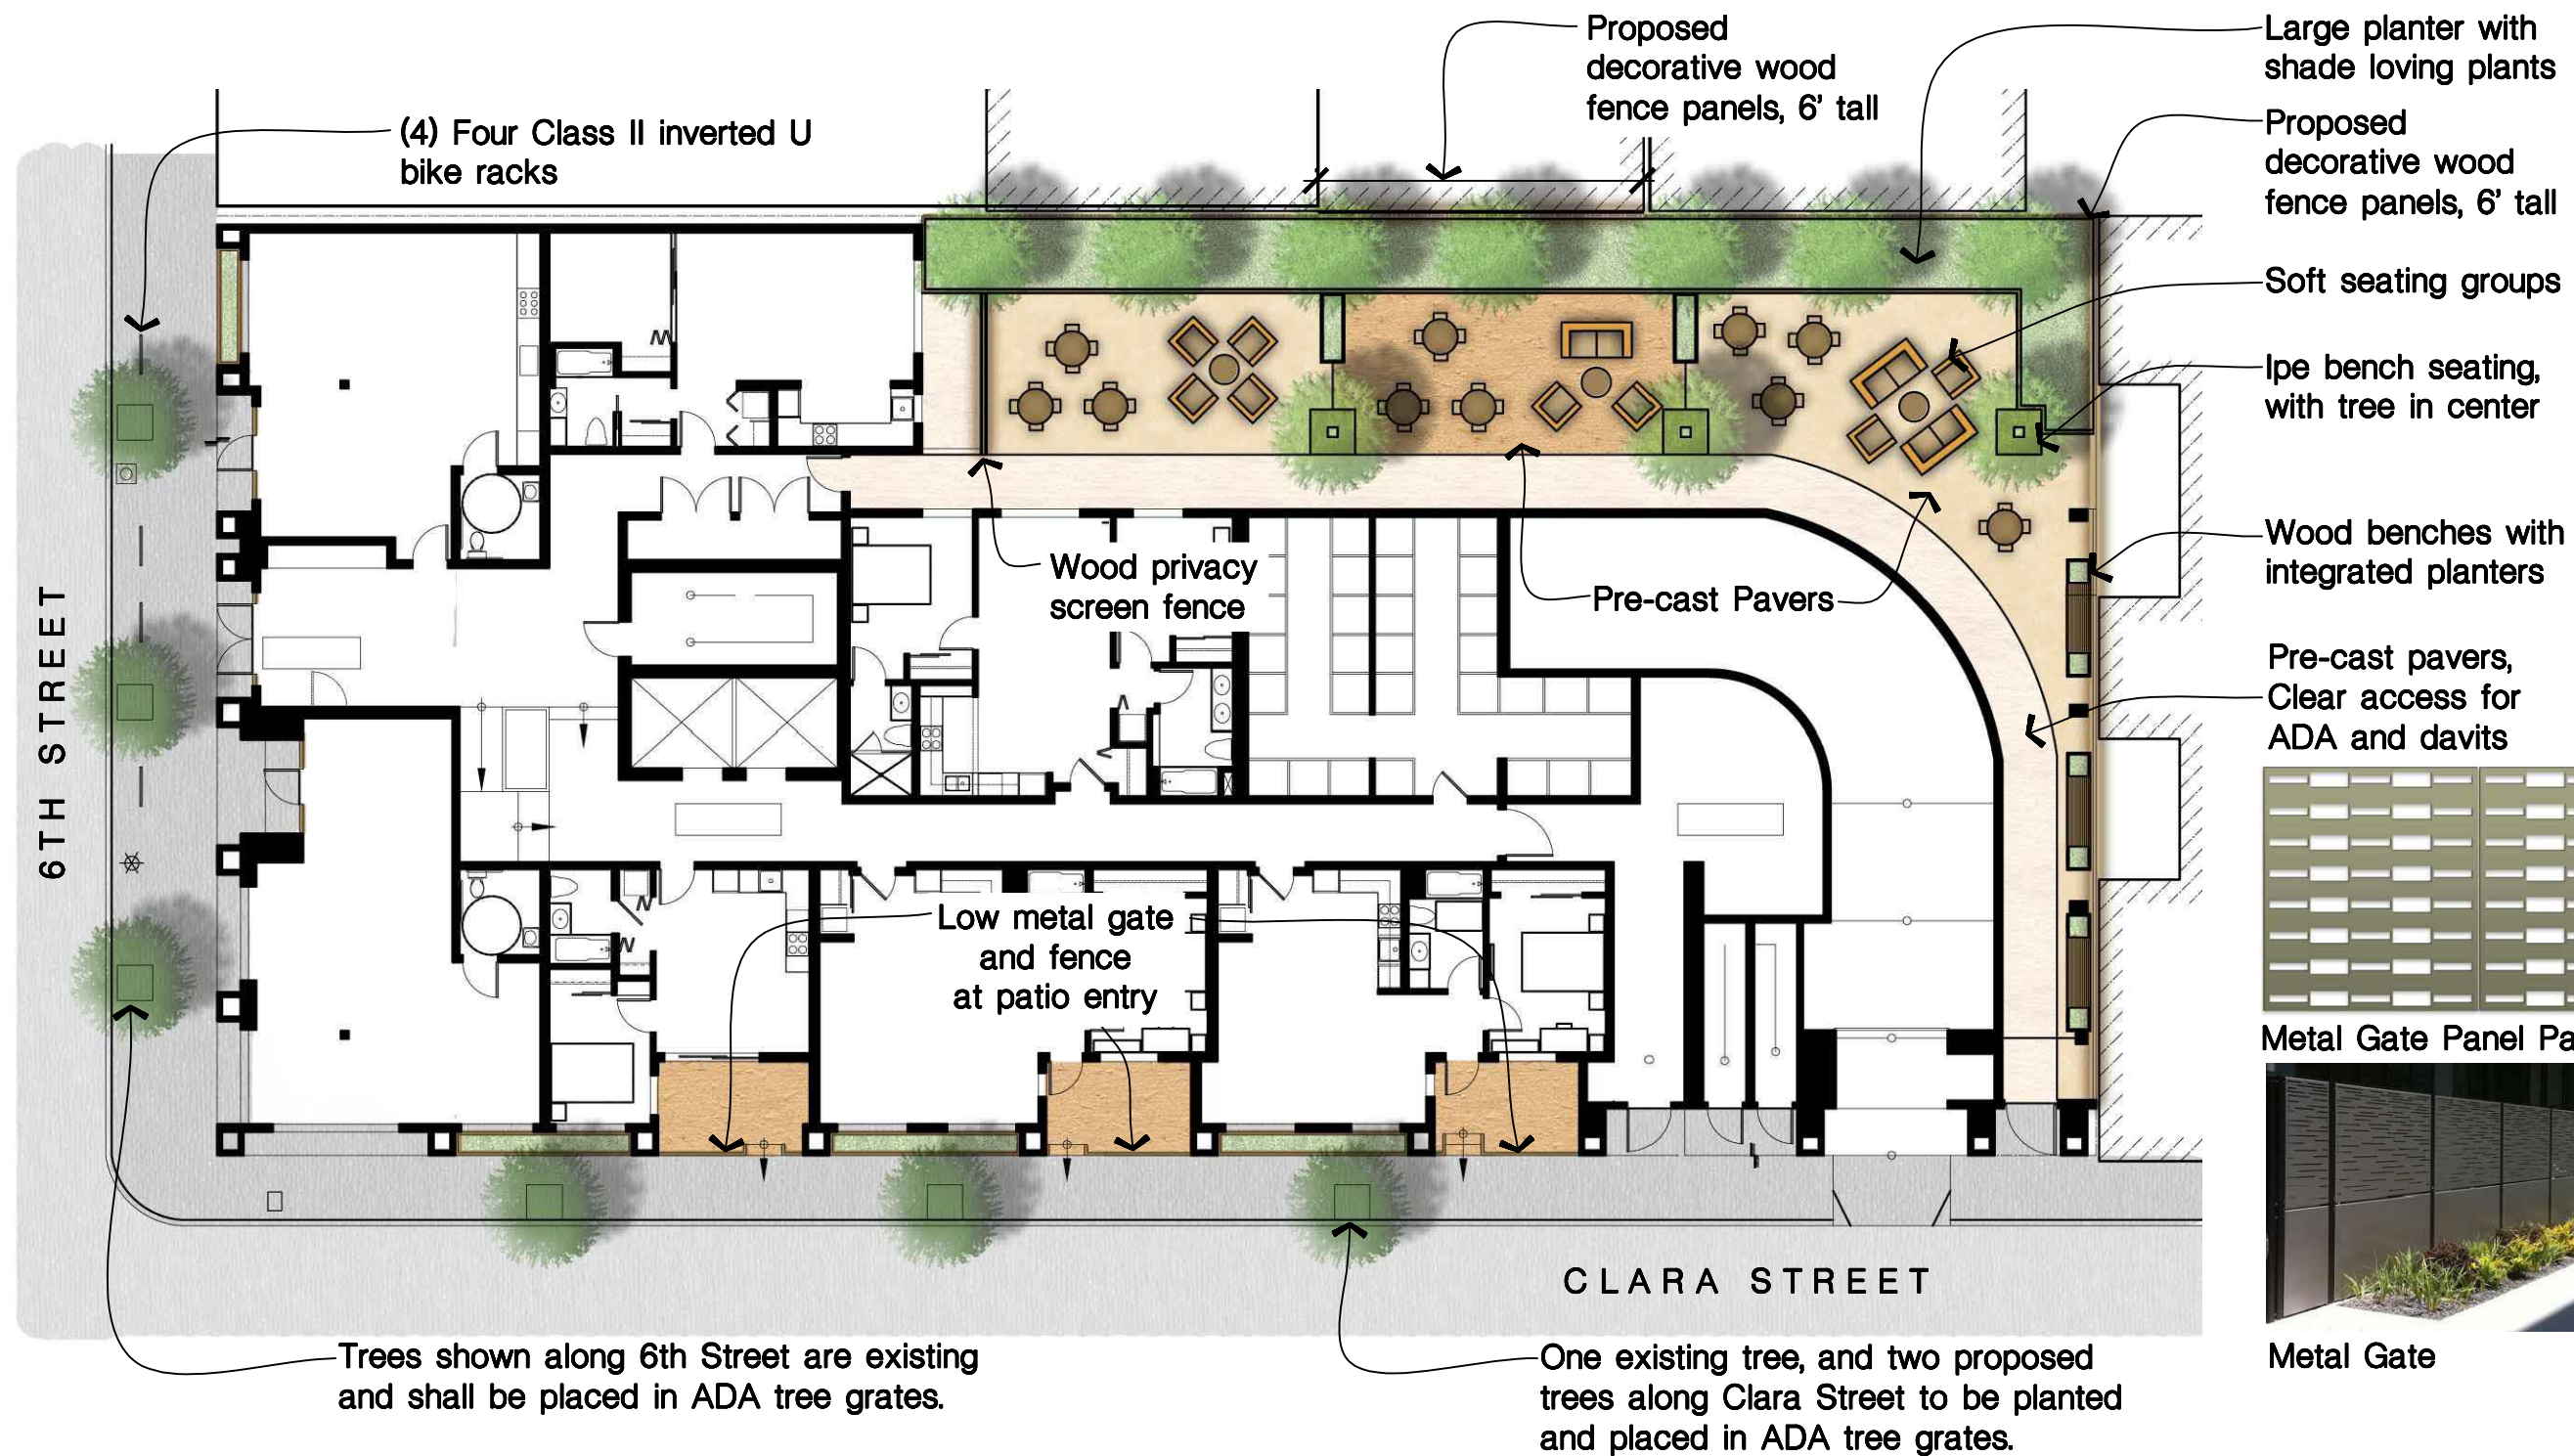 Proposed
decorative wood
fence panels, 6' tall
Large planter with
shade loving plants
(4) Four Class II inverted U
bike racks
Proposed
decorative wood
fence panels, 6' tall
Soft seating groups
Ipe bench seating,
with tree in center
Wood benches with
integrated planters
Wood privacy
screen fence
Pre-cast Pavers
6TH STREET
Pre-cast pavers,
Clear access for
ADA and davits
Low metal gate
and fence
at patio entry
Metal Gate Panel Pa
CLARA STREET
Metal Gate
Trees shown along 6th Street are existing
and shall be placed in ADA tree grates.
One existing tree, and two proposed
trees along Clara Street to be planted
and placed in ADA tree grates.